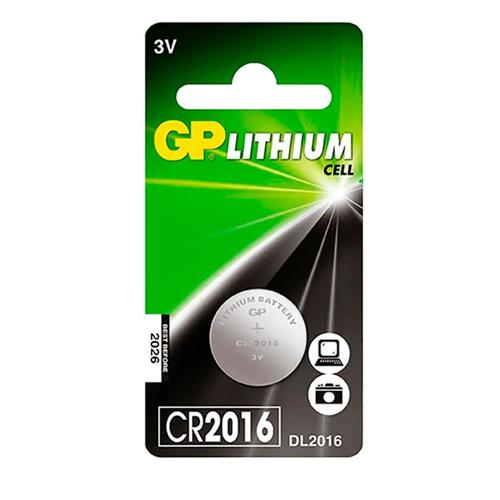 3V
GP®LITHIUM
CELL
LITHIUM BATTERY
GP
+
CR 2016
3V
BEST BEFORE
2026
CR2016
DL2016